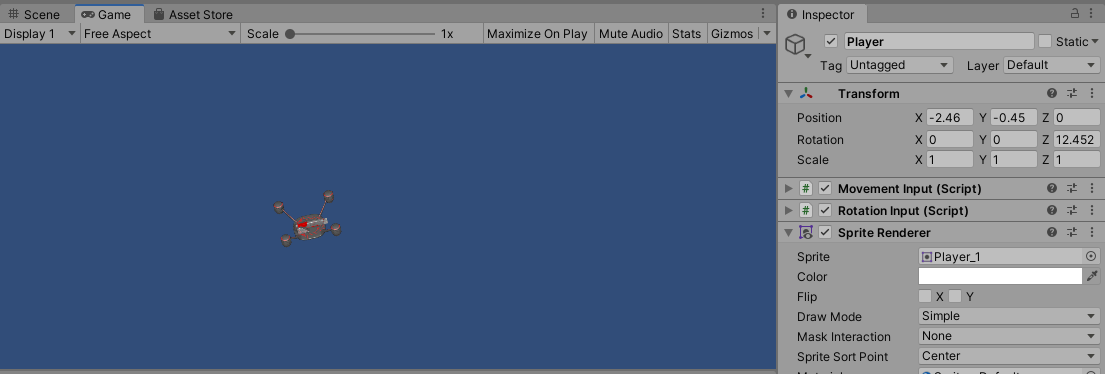 Scene Game Asset Store
Display 1 Free Aspect Scale 1x Maximize On Play Mute Audio Stats Gizmos
Inspector
Player Static
Tag Untagged Layer Default
Transform
Position X -2.46 Y -0.45 Z 0
Rotation X 0 Y 0 Z 12.452
Scale X 1 Y 1 Z 1
# Movement Input (Script)
# Rotation Input (Script)
Sprite Renderer
Sprite Player_1
Color
Flip X Y
Draw Mode Simple
Mask Interaction None
Sprite Sort Point Center